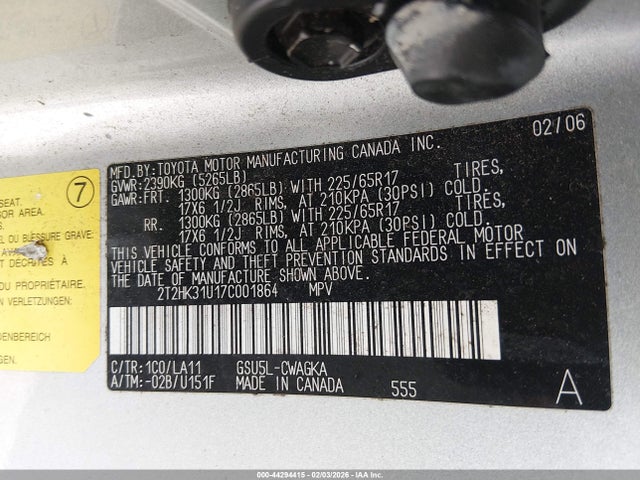 02/06
MFD.BY:TOYOTA MOTOR MANUFACTURING CANADA INC.
GVWR:2390KG (5265LB)
GAWR:FRT. 1300KG (2865LB) WITH 225/65R17 TIRES,
17X6 1/2J RIMS, AT 210KPA (30PSI) COLD.
RR. 1300KG (2865LB) WITH 225/65R17 TIRES,
17X6 1/2J RIMS, AT 210KPA (30PSI) COLD.
THIS VEHICLE CONFORMS TO ALL APPLICABLE FEDERAL MOTOR
VEHICLE SAFETY AND THEFT PREVENTION STANDARDS IN EFFECT ON
THE DATE OF MANUFACTURE SHOWN ABOVE.
2T2HK31U17C001864 MPV
C/TR:1C0/LA11 GSU5L-CWAGKA
A/TM:-02B/U151F MADE IN CANADA 555 A
7
SEAT.
AREA.
DU BLESSURE GRAVE
DECRITES A
VERLETZUNGEN
000-44294415 - 02/03/2026 - IAA Inc.